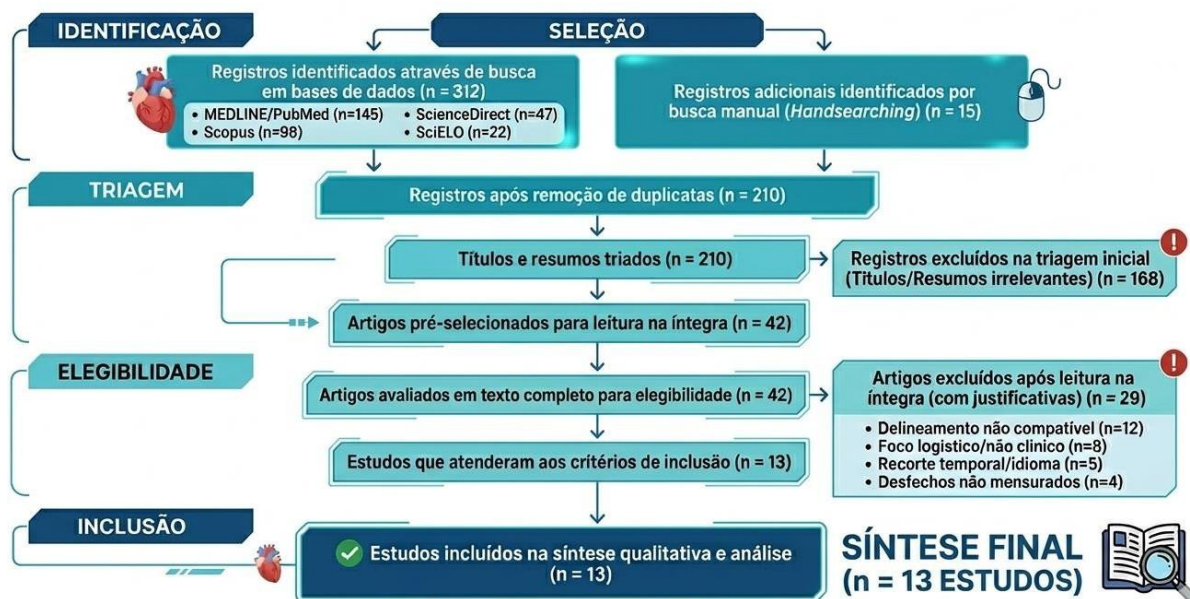 IDENTIFICAÇÃO
SELEÇÃO
Registros identificados através de busca
em bases de dados (n = 312)
• MEDLINE/PubMed (n=145)
• Scopus (n=98)
• ScienceDirect (n=47)
• SciELO (n=22)
Registros adicionais identificados por
busca manual (Handsearching) (n = 15)
TRIAGEM
Registros após remoção de duplicatas (n = 210)
Títulos e resumos triados (n = 210)
Registros excluídos na triagem inicial
(Titulos/Resumos irrelevantes) (n = 168)
Artigos pré-selecionados para leitura na íntegra (n = 42)
ELEGIBILIDADE
Artigos avaliados em texto completo para elegibilidade (n = 42)
Artigos excluídos após leitura na
íntegra (com justificativas) (n = 29)
• Delineamento não compatível (n=12)
• Foco logistico/não clinico (n=8)
• Recorte temporal/idioma (n=5)
• Desfechos não mensurados (n=4)
Estudos que atenderam aos critérios de inclusão (n = 13)
INCLUSÃO
Estudos incluídos na síntese qualitativa e análise
(n = 13)
SÍNTESE FINAL
(n = 13 ESTUDOS)